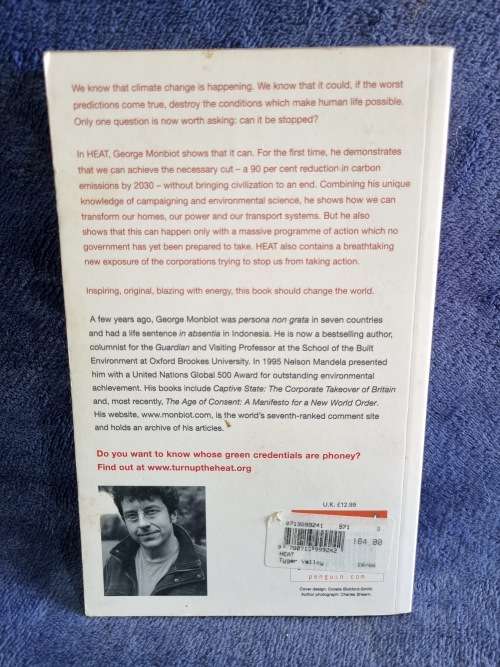 We know that climate change is happening. We know that it could, if the worst
predictions come true, destroy the conditions which make human life possible.
Only one question is now worth asking: can it be stopped?
In HEAT, George Monbiot shows that it can. For the first time, he demonstrates
that we can achieve the necessary cut – a 90 per cent reduction in carbon
emissions by 2030 – without bringing civilization to an end. Combining his unique
knowledge of campaigning and environmental science, he shows how we can
transform our homes, our power and our transport systems. But he also
shows that this can happen only with a massive programme of action which no
government has yet been prepared to take. HEAT also contains a breathtaking
new exposure of the corporations trying to stop us from taking action.
Inspiring, original, blazing with energy, this book should change the world.
A few years ago, George Monbiot was persona non grata in seven countries
and had a life sentence in absentia in Indonesia. He is now a bestselling author,
columnist for the Guardian and Visiting Professor at the School of the Built
Environment at Oxford Brookes University. In 1995 Nelson Mandela presented
him with a United Nations Global 500 Award for outstanding environmental
achievement. His books include Captive State: The Corporate Takeover of Britain
and, most recently, The Age of Consent: A Manifesto for a New World Order.
His website, www.monbiot.com, is the world's seventh-ranked comment site
and holds an archive of his articles.
Do you want to know whose green credentials are phoney?
Find out at www.turnuptheheat.org
U.K. £12.99
571
HEAT
Tyger Valley
penguin.com
Cover design:
Author photograph: Charles